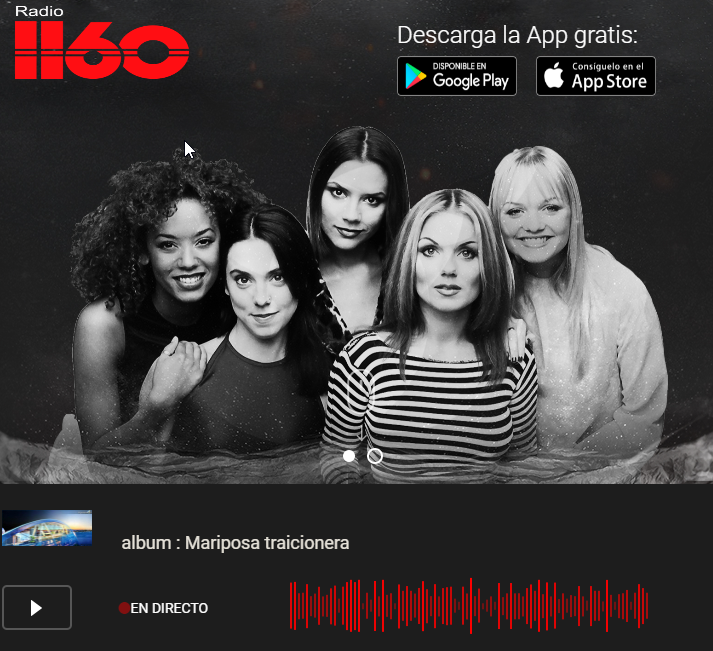 Radio
1160
Descarga la App gratis:
DISPONIBLE EN
Google Play
Consíguelo en el
App Store
album : Mariposa traicionera
EN DIRECTO